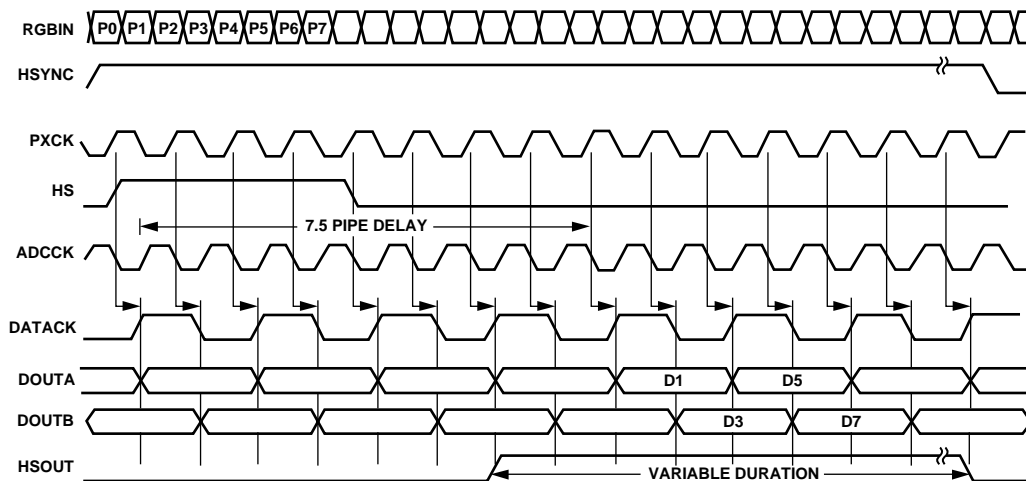 RGBIN P0 P1 P2 P3 P4 P5 P6 P7
HSYNC
PXCK
HS
7.5 PIPE DELAY
ADCCK
DATACK
DOUTA D1 D5
DOUTB D3 D7
HSOUT VARIABLE DURATION